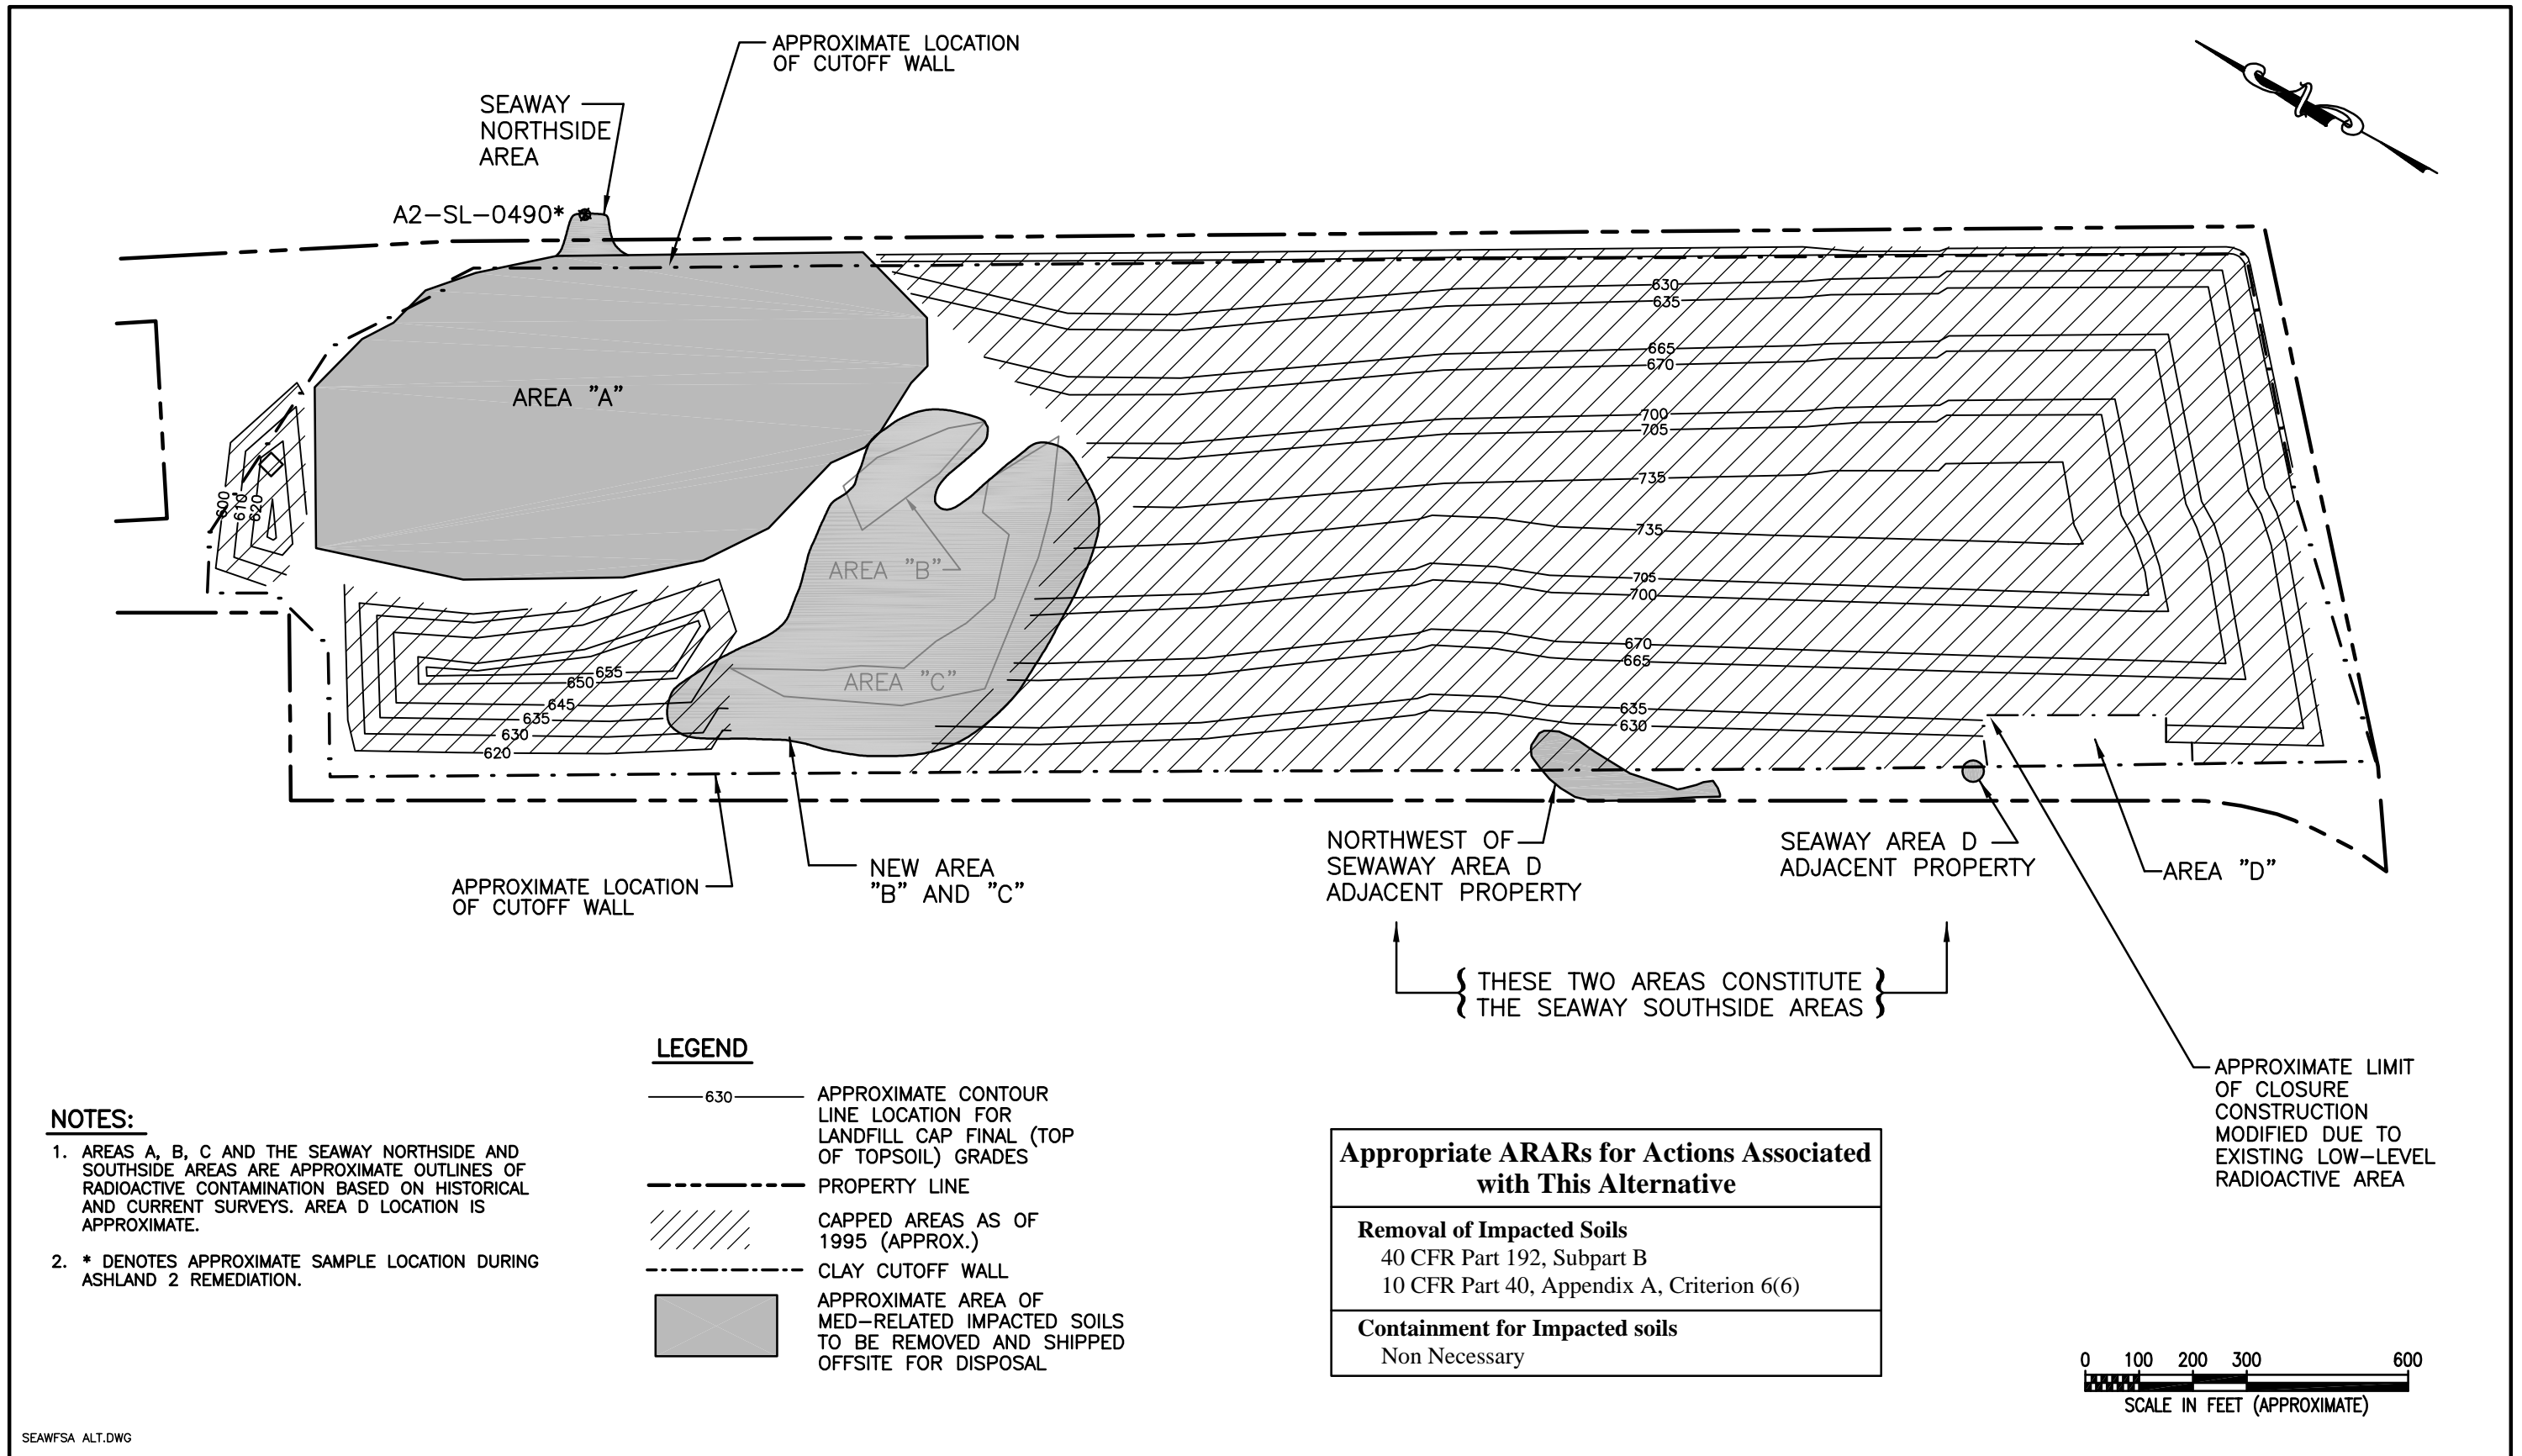 APPROXIMATE LOCATION
OF CUTOFF WALL
SEAWAY
NORTHSIDE
AREA
A2-SL-0490*
AREA "A"
600
610
620
630
635
665
670
700
705
735
735
705
700
670
665
635
630
AREA "B"
AREA "C"
655
650
645
635
630
620
APPROXIMATE LOCATION
OF CUTOFF WALL
NEW AREA
"B" AND "C"
NORTHWEST OF
SEWAWAY AREA D
ADJACENT PROPERTY
SEAWAY AREA D
ADJACENT PROPERTY
AREA "D"
{ THESE TWO AREAS CONSTITUTE }
{ THE SEAWAY SOUTHSIDE AREAS }
APPROXIMATE LIMIT
OF CLOSURE
CONSTRUCTION
MODIFIED DUE TO
EXISTING LOW-LEVEL
RADIOACTIVE AREA
NOTES:
1. AREAS A, B, C AND THE SEAWAY NORTHSIDE AND
SOUTHSIDE AREAS ARE APPROXIMATE OUTLINES OF
RADIOACTIVE CONTAMINATION BASED ON HISTORICAL
AND CURRENT SURVEYS. AREA D LOCATION IS
APPROXIMATE.
2. * DENOTES APPROXIMATE SAMPLE LOCATION DURING
ASHLAND 2 REMEDIATION.
LEGEND
630
APPROXIMATE CONTOUR
LINE LOCATION FOR
LANDFILL CAP FINAL (TOP
OF TOPSOIL) GRADES
PROPERTY LINE
CAPPED AREAS AS OF
1995 (APPROX.)
CLAY CUTOFF WALL
APPROXIMATE AREA OF
MED-RELATED IMPACTED SOILS
TO BE REMOVED AND SHIPPED
OFFSITE FOR DISPOSAL
Appropriate ARARs for Actions Associated
with This Alternative
Removal of Impacted Soils
40 CFR Part 192, Subpart B
10 CFR Part 40, Appendix A, Criterion 6(6)
Containment for Impacted soils
Non Necessary
0 100 200 300 600
SCALE IN FEET (APPROXIMATE)
SEAWFSA ALT.DWG